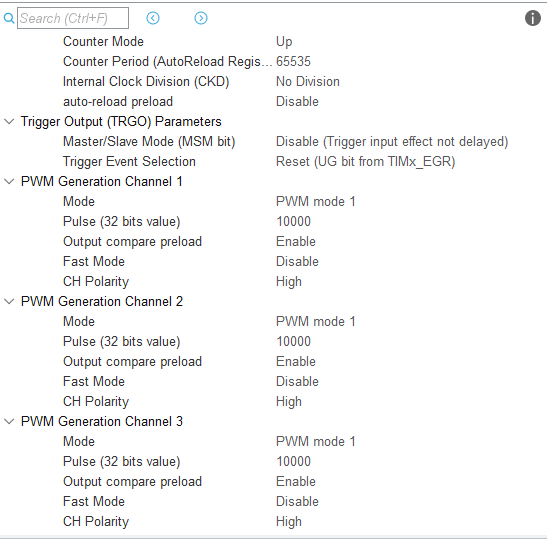 Search (Ctrl+F)
Counter Mode Up
Counter Period (AutoReload Regis... 65535
Internal Clock Division (CKD) No Division
auto-reload preload Disable
Trigger Output (TRGO) Parameters
Master/Slave Mode (MSM bit) Disable (Trigger input effect not delayed)
Trigger Event Selection Reset (UG bit from TIMx_EGR)
PWM Generation Channel 1
Mode PWM mode 1
Pulse (32 bits value) 10000
Output compare preload Enable
Fast Mode Disable
CH Polarity High
PWM Generation Channel 2
Mode PWM mode 1
Pulse (32 bits value) 10000
Output compare preload Enable
Fast Mode Disable
CH Polarity High
PWM Generation Channel 3
Mode PWM mode 1
Pulse (32 bits value) 10000
Output compare preload Enable
Fast Mode Disable
CH Polarity High